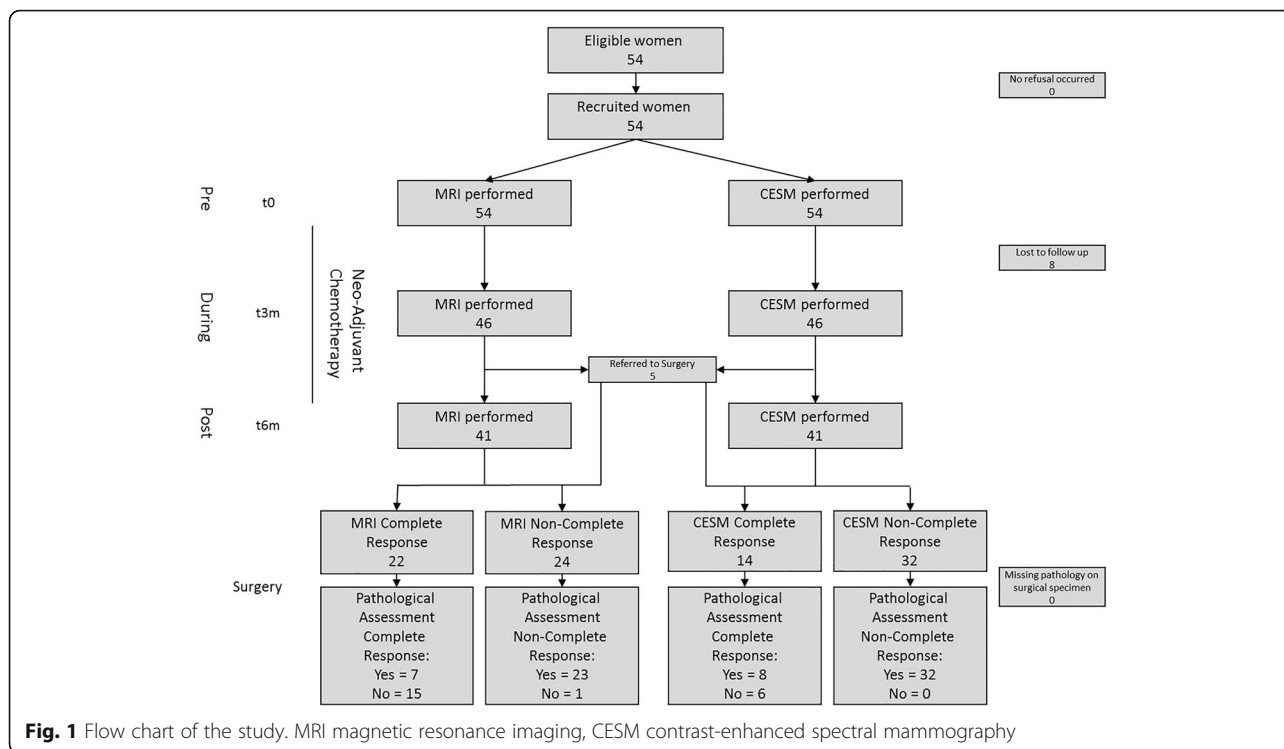 Eligible women
54
No refusal occurred
0
Recruited women
54
Pre
t0
MRI performed
54
CESM performed
54
Lost to follow up
8
Neo-Adjuvant
Chemotherapy
During
t3m
MRI performed
46
CESM performed
46
Referred to Surgery
5
Post
t6m
MRI performed
41
CESM performed
41
MRI Complete
Response
22
MRI Non-Complete
Response
24
CESM Complete
Response
14
CESM Non-Complete
Response
32
Surgery
Missing pathology on
surgical specimen
0
Pathological
Assessment
Complete
Response:
Yes = 7
No = 15
Pathological
Assessment
Non-Complete
Response:
Yes = 23
No = 1
Pathological
Assessment
Complete
Response:
Yes = 8
No = 6
Pathological
Assessment
Non-Complete
Response:
Yes = 32
No = 0
Fig. 1 Flow chart of the study. MRI magnetic resonance imaging, CESM contrast-enhanced spectral mammography